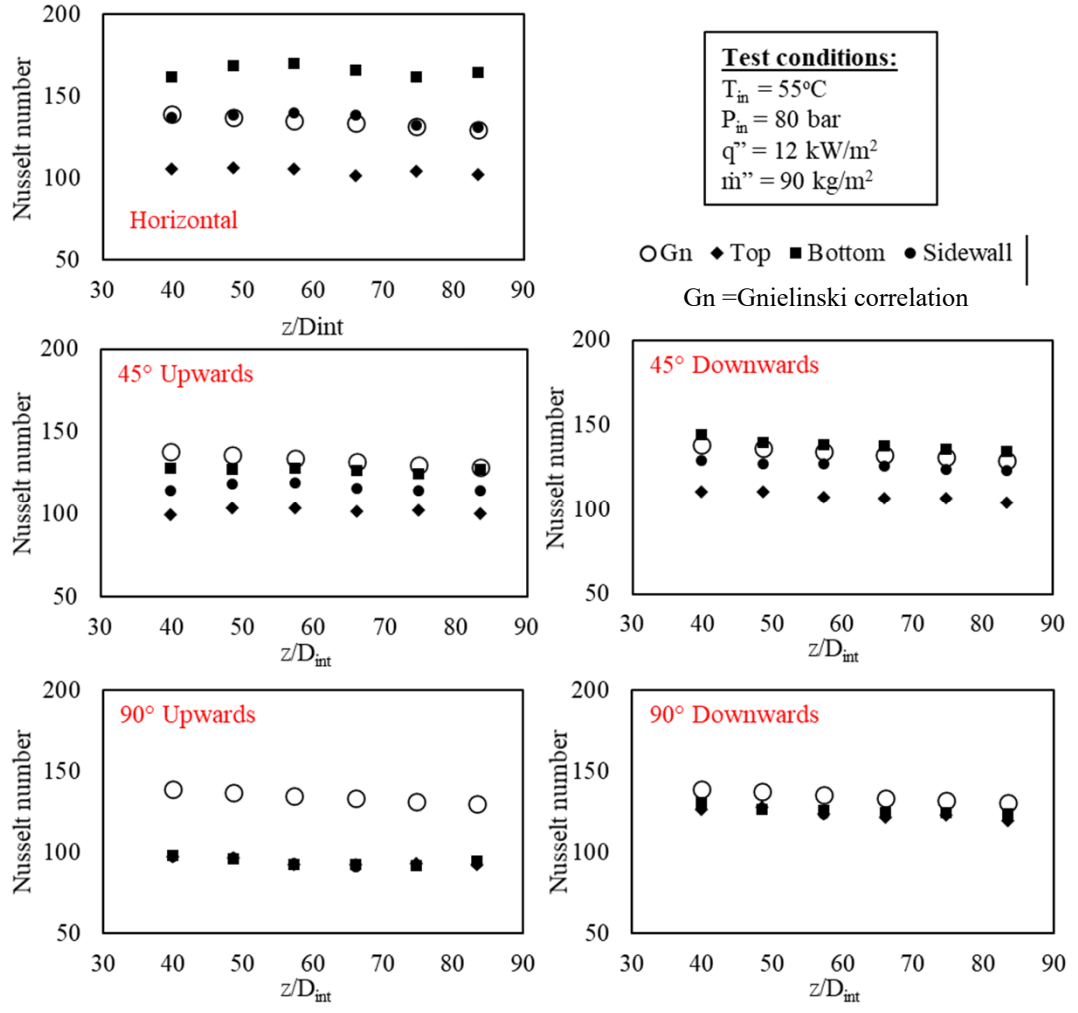 200
150
100
50
Nusselt number
Horizontal
30 40 50 60 70 80 90
z/Dint
Test conditions:
Tin = 55°C
Pin = 80 bar
q” = 12 kW/m2
ṁ” = 90 kg/m2
Gn Top Bottom Sidewall
Gn =Gnielinski correlation
200
150
100
50
Nusselt number
45° Upwards
30 40 50 60 70 80 90
z/Dint
200
150
100
50
Nusselt number
45° Downwards
30 40 50 60 70 80 90
z/Dint
200
150
100
50
Nusselt number
90° Upwards
30 40 50 60 70 80 90
z/Dint
200
150
100
50
Nusselt number
90° Downwards
30 40 50 60 70 80 90
z/Dint